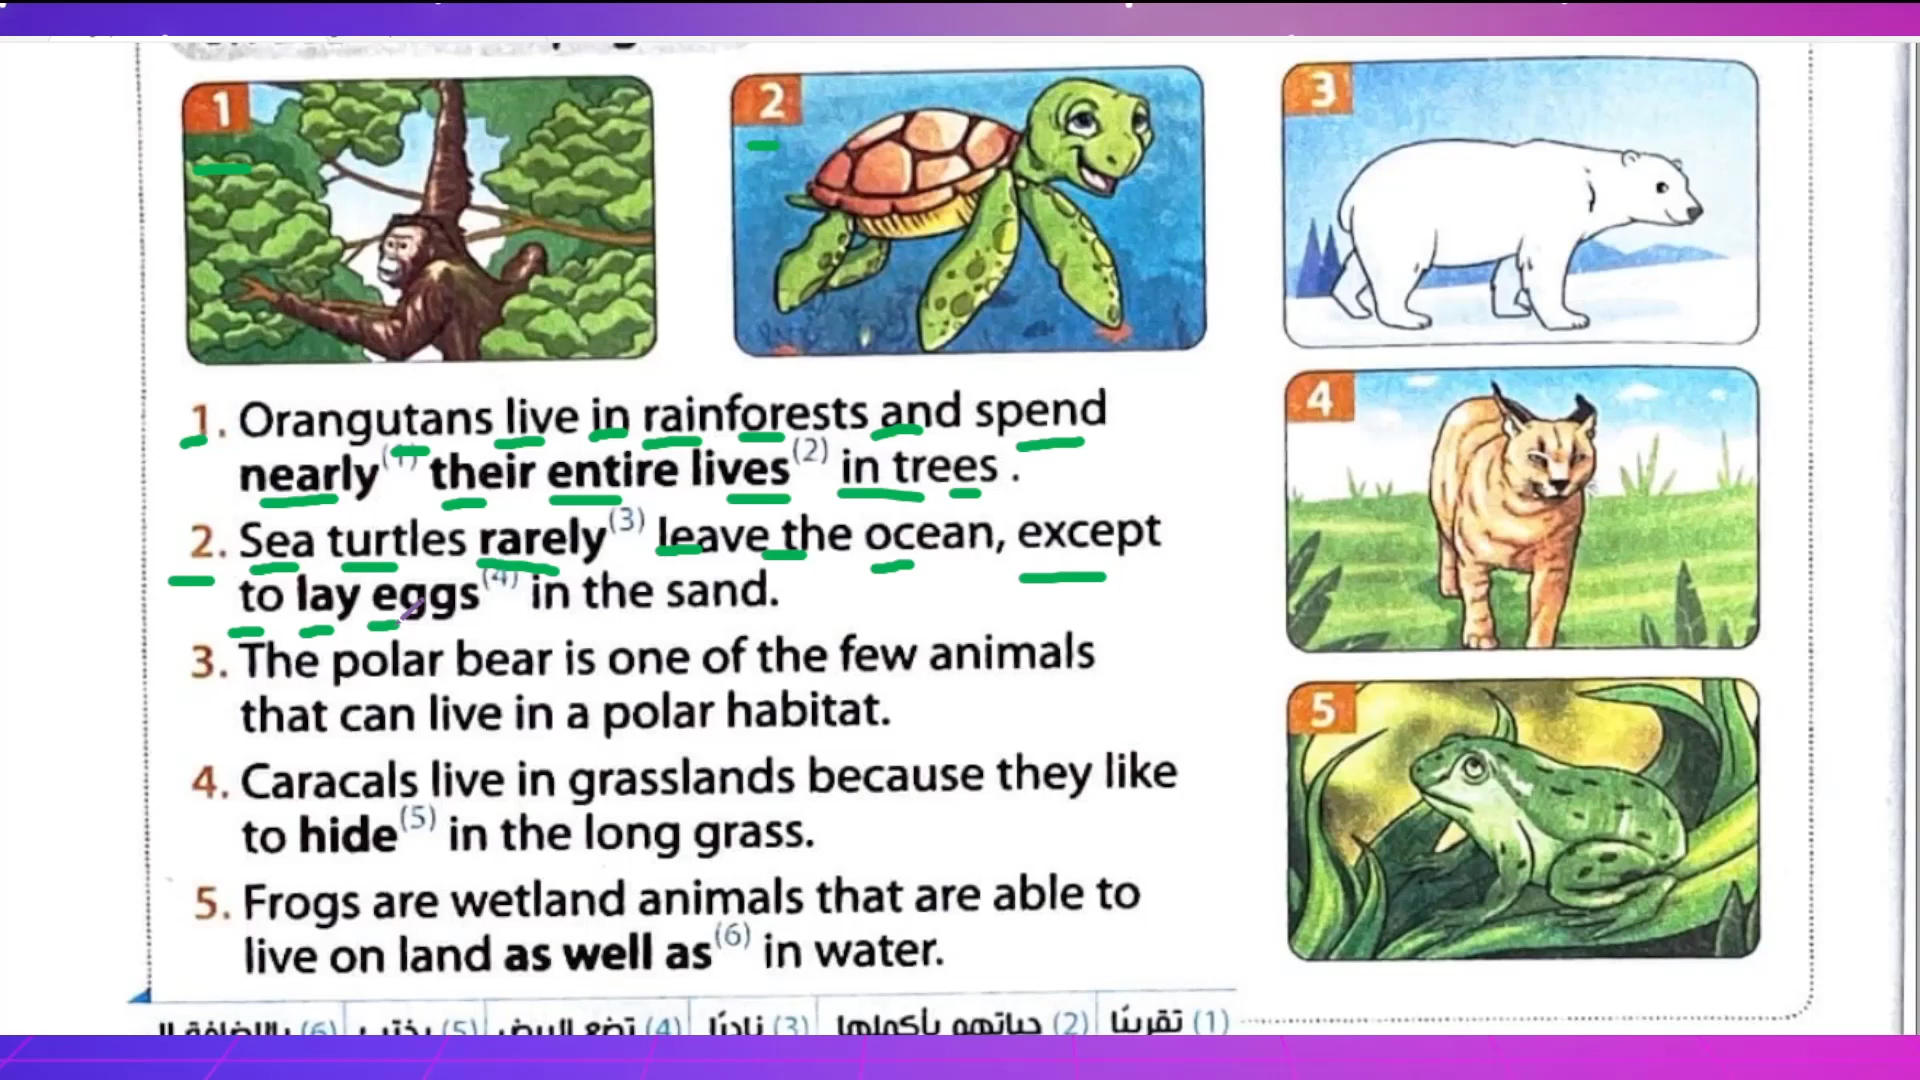 1
2
3
4
5
1. Orangutans live in rainforests and spend
nearly(1) their entire lives(2) in trees .
2. Sea turtles rarely(3) leave the ocean, except
to lay eggs(4) in the sand.
3. The polar bear is one of the few animals
that can live in a polar habitat.
4. Caracals live in grasslands because they like
to hide(5) in the long grass.
5. Frogs are wetland animals that are able to
live on land as well as(6) in water.
(1) تقريبًا (2) حياتهم بأكملها (3) نادرًا (4) تضع البيض (5) (6)